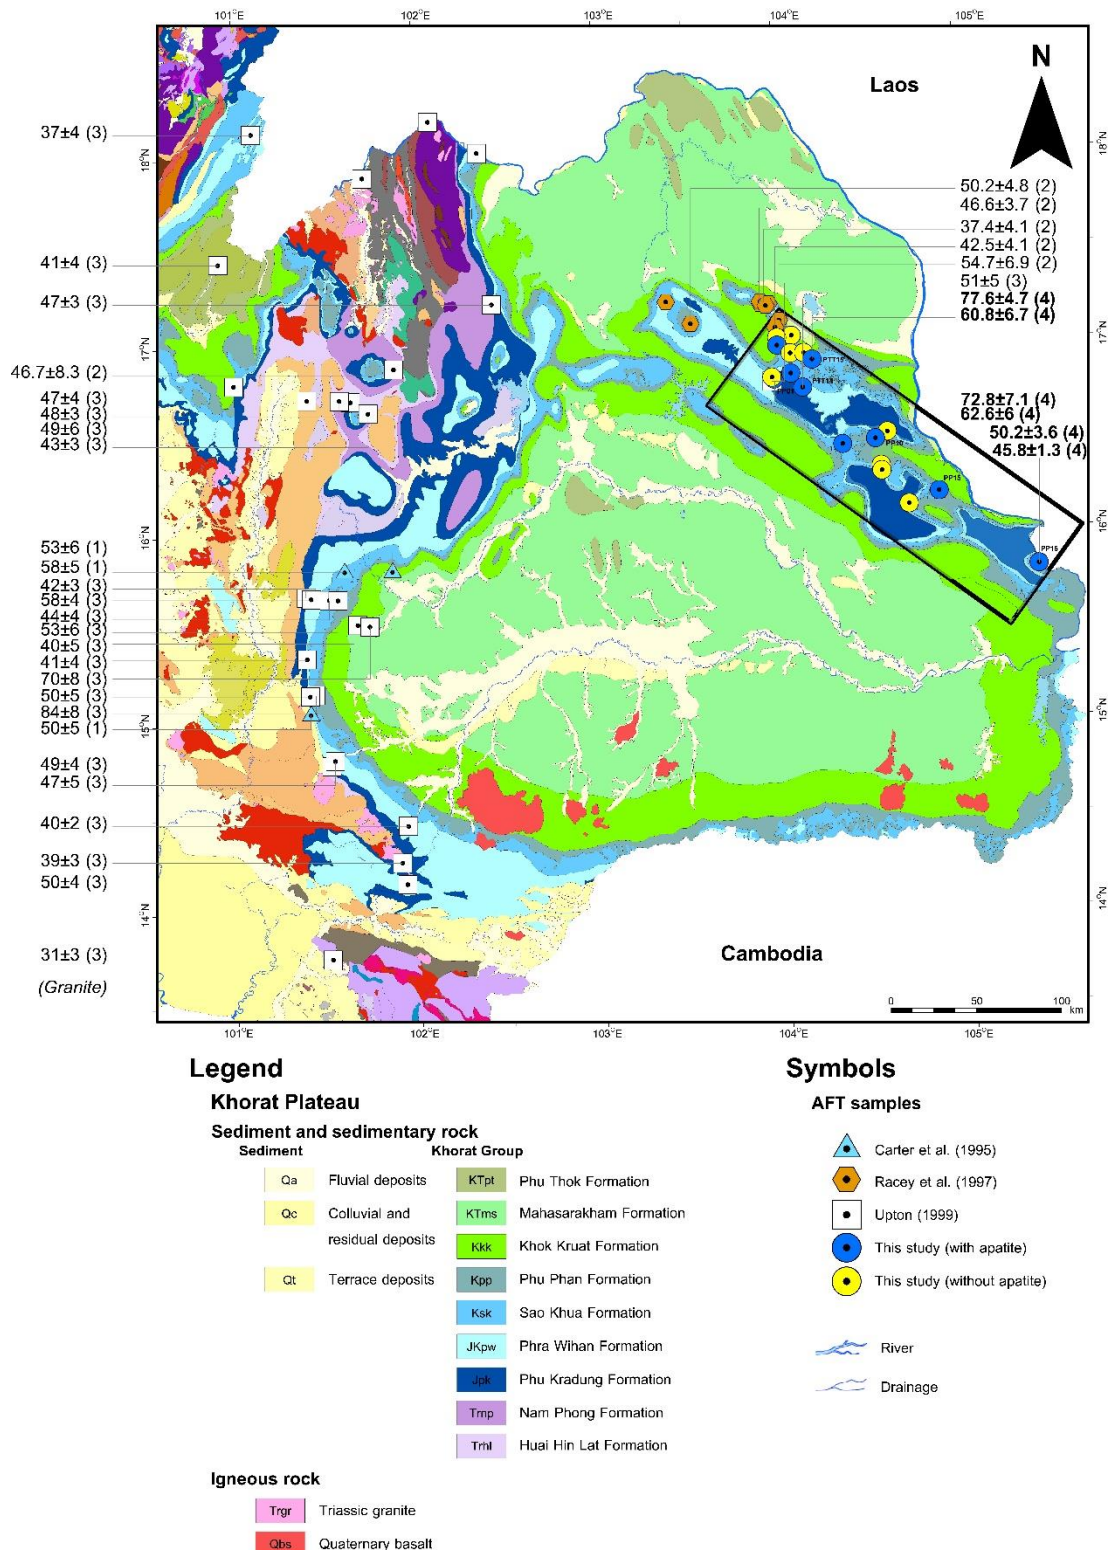 101°E 102°E 103°E 104°E 105°E
N
Laos
18°N
17°N
16°N
15°N
14°N
18°N
17°N
16°N
15°N
14°N
37±4 (3)
41±4 (3)
47±3 (3)
46.7±8.3 (2)
47±4 (3)
48±3 (3)
49±6 (3)
43±3 (3)
53±6 (1)
58±5 (1)
42±3 (3)
58±4 (3)
44±4 (3)
53±6 (3)
40±5 (3)
41±4 (3)
70±8 (3)
50±5 (3)
84±8 (3)
50±5 (1)
49±4 (3)
47±5 (3)
40±2 (3)
39±3 (3)
50±4 (3)
31±3 (3)
(Granite)
50.2±4.8 (2)
46.6±3.7 (2)
37.4±4.1 (2)
42.5±4.1 (2)
54.7±6.9 (2)
51±5 (3)
77.6±4.7 (4)
60.8±6.7 (4)
72.8±7.1 (4)
62.6±6 (4)
50.2±3.6 (4)
45.8±1.3 (4)
PP15
PP16
Cambodia
0 50 100
km
101°E 102°E 103°E 104°E 105°E
Legend
Khorat Plateau
Sediment and sedimentary rock
Sediment
Qa Fluvial deposits
Qc Colluvial and
residual deposits
Qt Terrace deposits
Khorat Group
KTpt Phu Thok Formation
KTms Mahasarakham Formation
Kkk Khok Kruat Formation
Kpp Phu Phan Formation
Ksk Sao Khua Formation
JKpw Phra Wihan Formation
Jpk Phu Kradung Formation
Trnp Nam Phong Formation
Trhl Huai Hin Lat Formation
Igneous rock
Trgr Triassic granite
Qbs Quaternary basalt
Symbols
AFT samples
Carter et al. (1995)
Racey et al. (1997)
Upton (1999)
This study (with apatite)
This study (without apatite)
River
Drainage